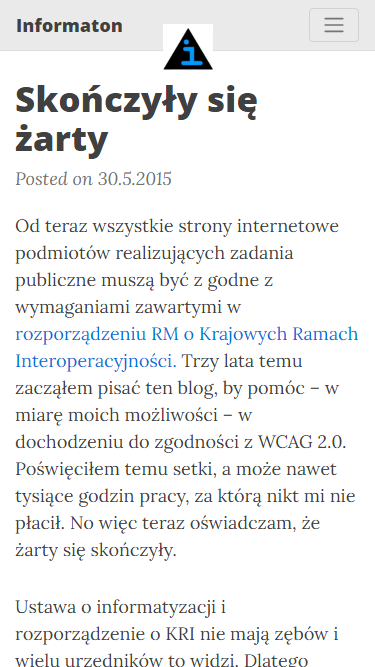 Informaton
i
Skończyły się
żarty
Posted on 30.5.2015
Od teraz wszystkie strony internetowe
podmiotów realizujących zadania
publiczne muszą być z godne z
wymaganiami zawartymi w
rozporządzeniu RM o Krajowych Ramach
Interoperacyjności. Trzy lata temu
zacząłem pisać ten blog, by pomóc – w
miarę moich możliwości – w
dochodzeniu do zgodności z WCAG 2.0.
Poświęciłem temu setki, a może nawet
tysiące godzin pracy, za którą nikt mi nie
płacił. No więc teraz oświadczam, że
żarty się skończyły.
Ustawa o informatyzacji i
rozporządzenie o KRI nie mają zębów i
wielu urzędników to widzi. Dlatego